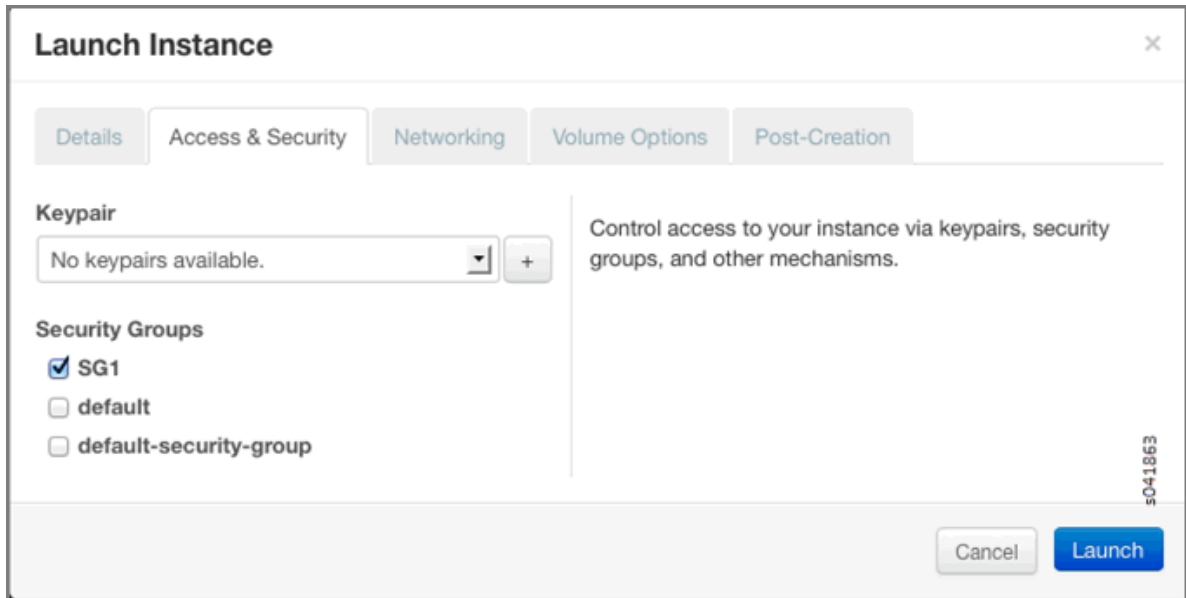 Launch Instance ×
Details Access & Security Networking Volume Options Post-Creation
Keypair
No keypairs available. +
Control access to your instance via keypairs, security
groups, and other mechanisms.
Security Groups
SG1
default
default-security-group
s041863
Cancel Launch